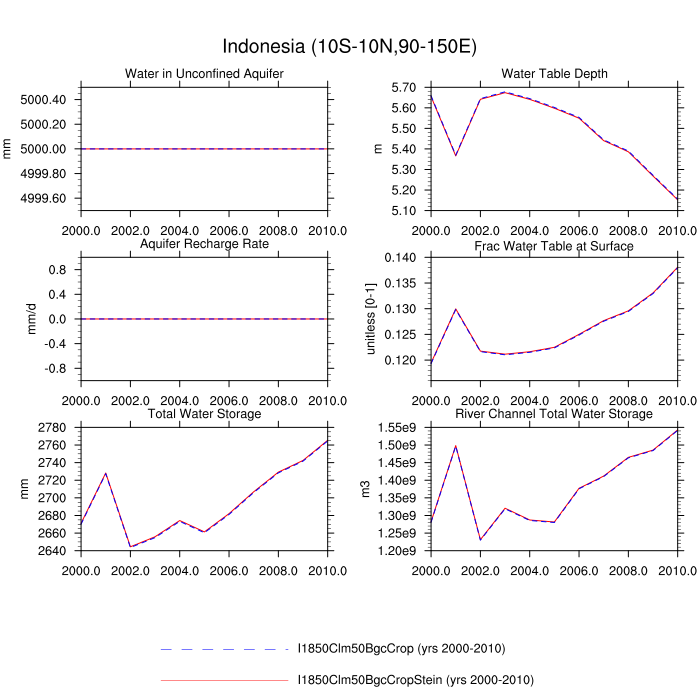 Indonesia (10S-10N,90-150E)
Water in Unconfined Aquifer
mm
5000.40
5000.20
5000.00
4999.80
4999.60
2000.0 2002.0 2004.0 2006.0 2008.0 2010.0
Water Table Depth
m
5.70
5.60
5.50
5.40
5.30
5.20
5.10
2000.0 2002.0 2004.0 2006.0 2008.0 2010.0
Aquifer Recharge Rate
mm/d
0.8
0.4
0.0
-0.4
-0.8
2000.0 2002.0 2004.0 2006.0 2008.0 2010.0
Frac Water Table at Surface
unitless [0-1]
0.140
0.135
0.130
0.125
0.120
2000.0 2002.0 2004.0 2006.0 2008.0 2010.0
Total Water Storage
mm
2780
2760
2740
2720
2700
2680
2660
2640
2000.0 2002.0 2004.0 2006.0 2008.0 2010.0
River Channel Total Water Storage
m3
1.55e9
1.50e9
1.45e9
1.40e9
1.35e9
1.30e9
1.25e9
1.20e9
2000.0 2002.0 2004.0 2006.0 2008.0 2010.0
I1850Clm50BgcCrop (yrs 2000-2010)
I1850Clm50BgcCropStein (yrs 2000-2010)